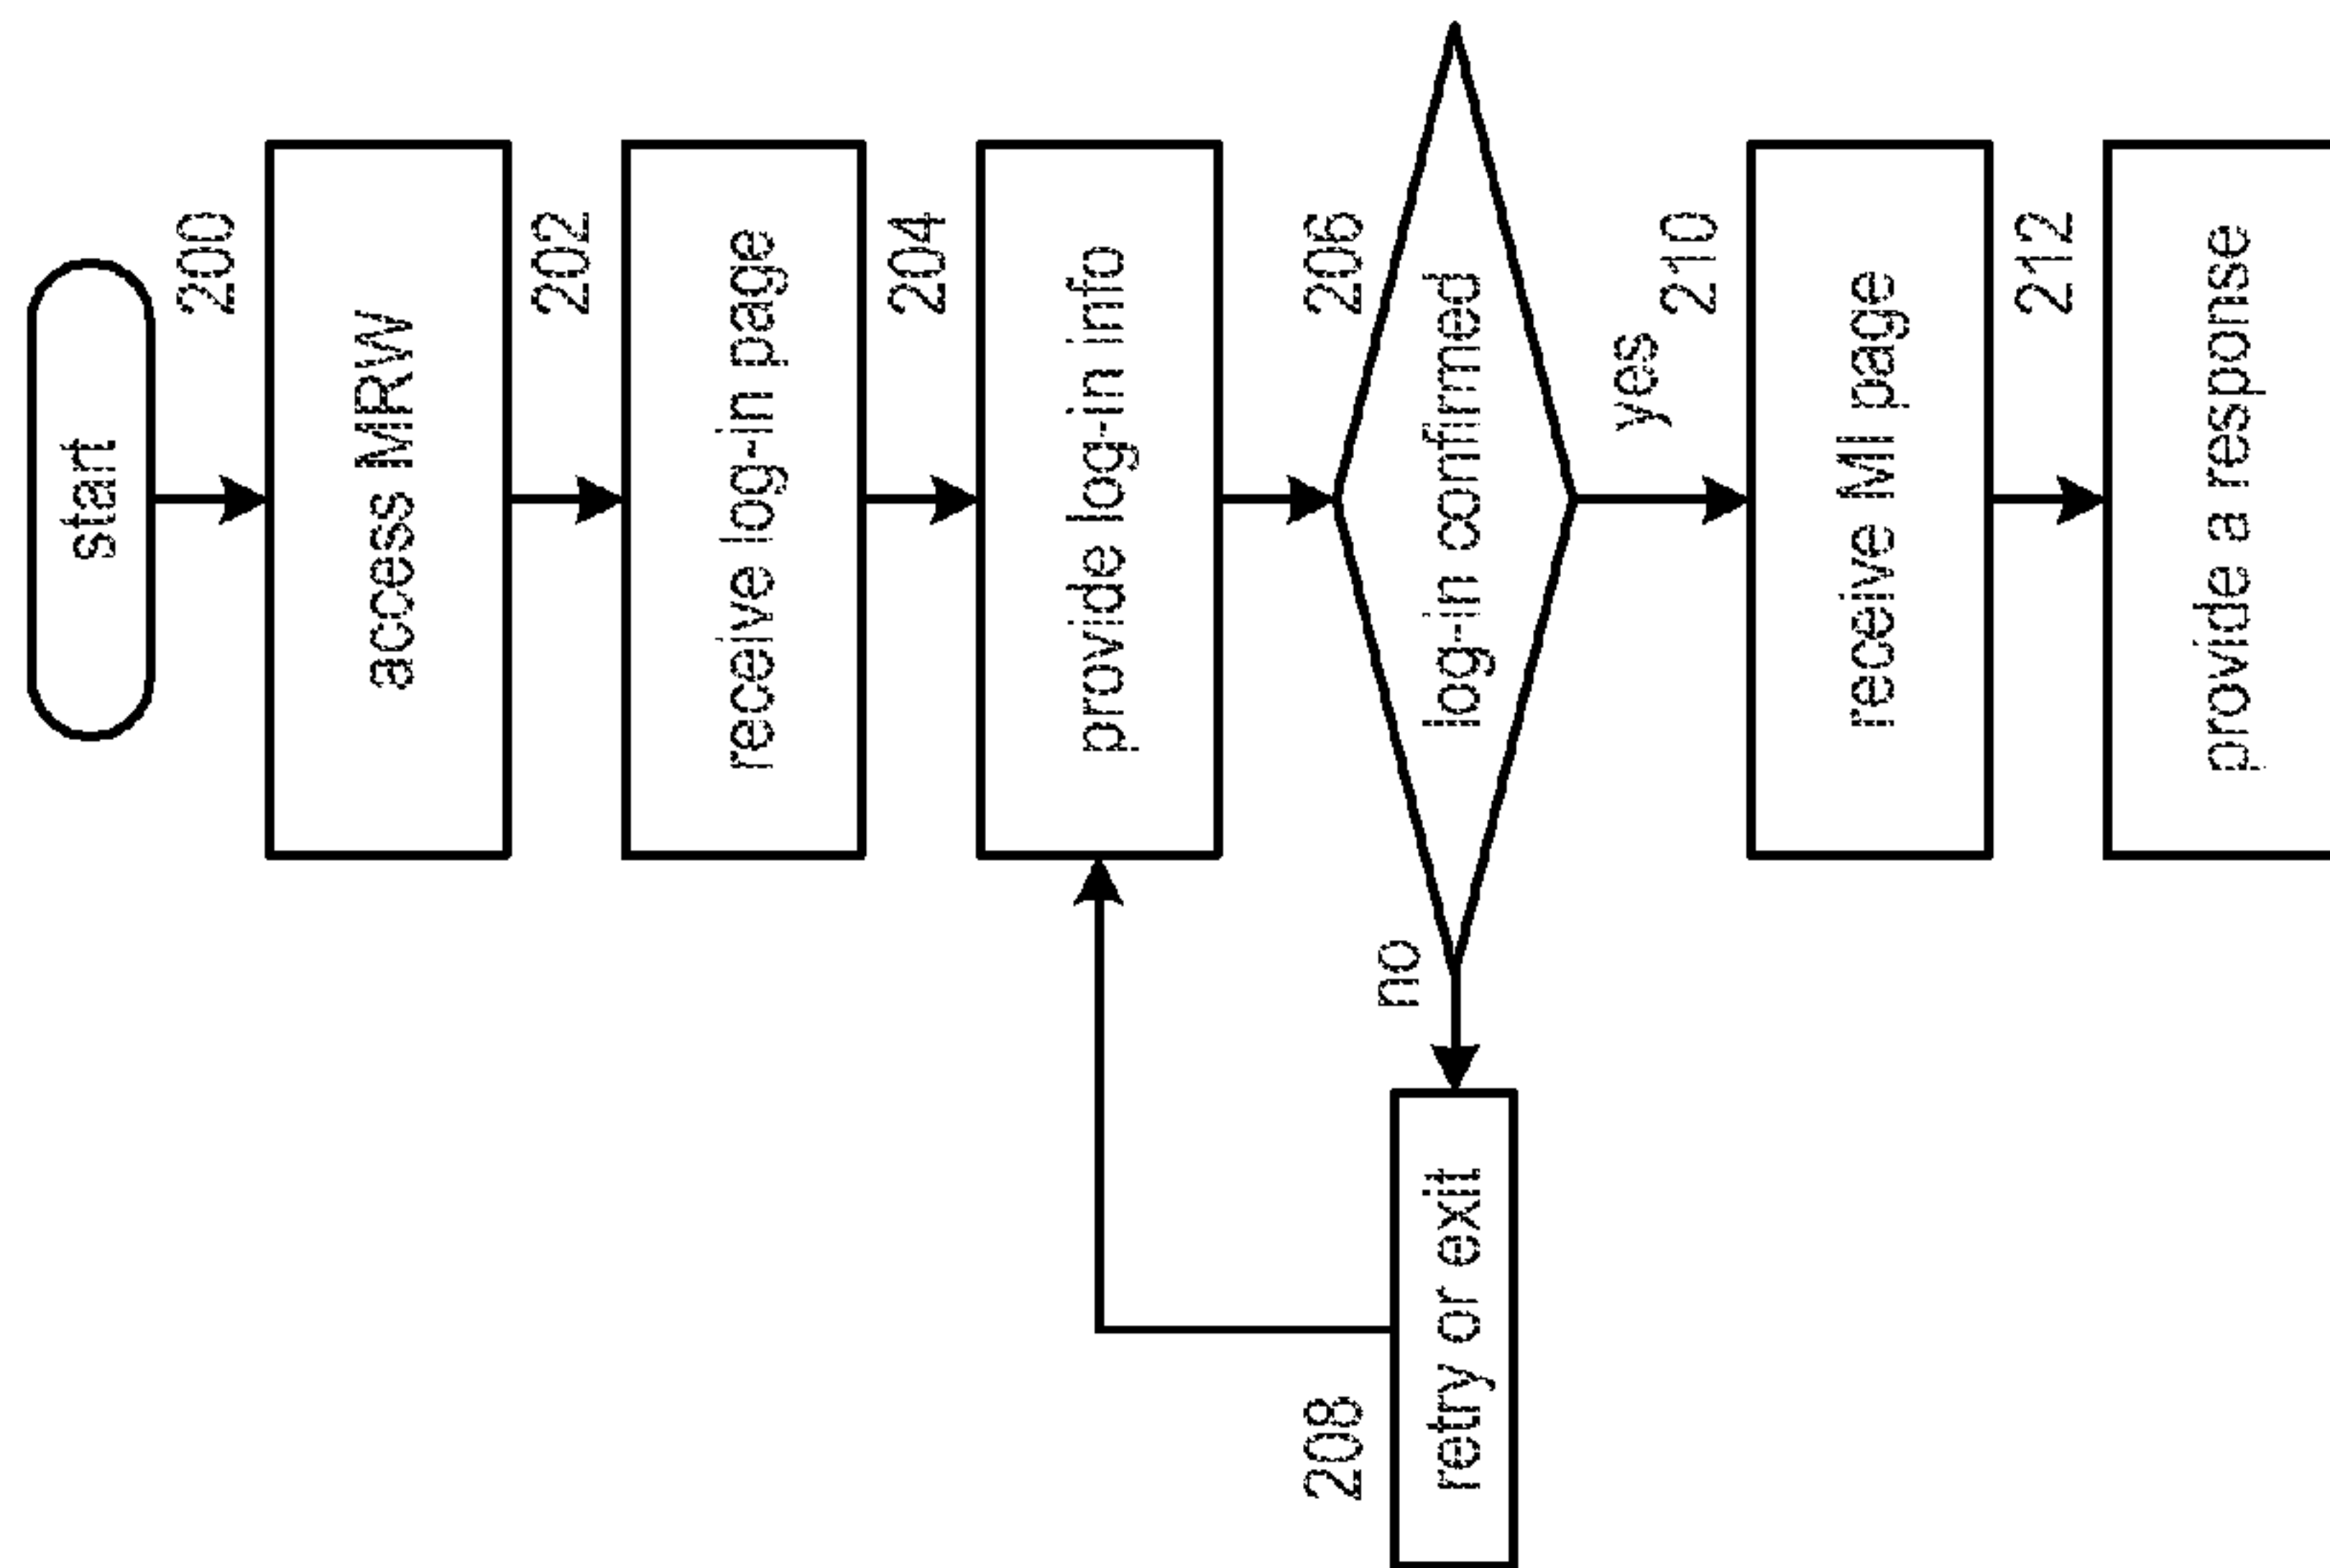 start
200
access MRW
202
receive log-in page
204
provide log-in info
206
log-in confirmed
no
208
retry or exit
yes
210
receive MI page
212
provide a response